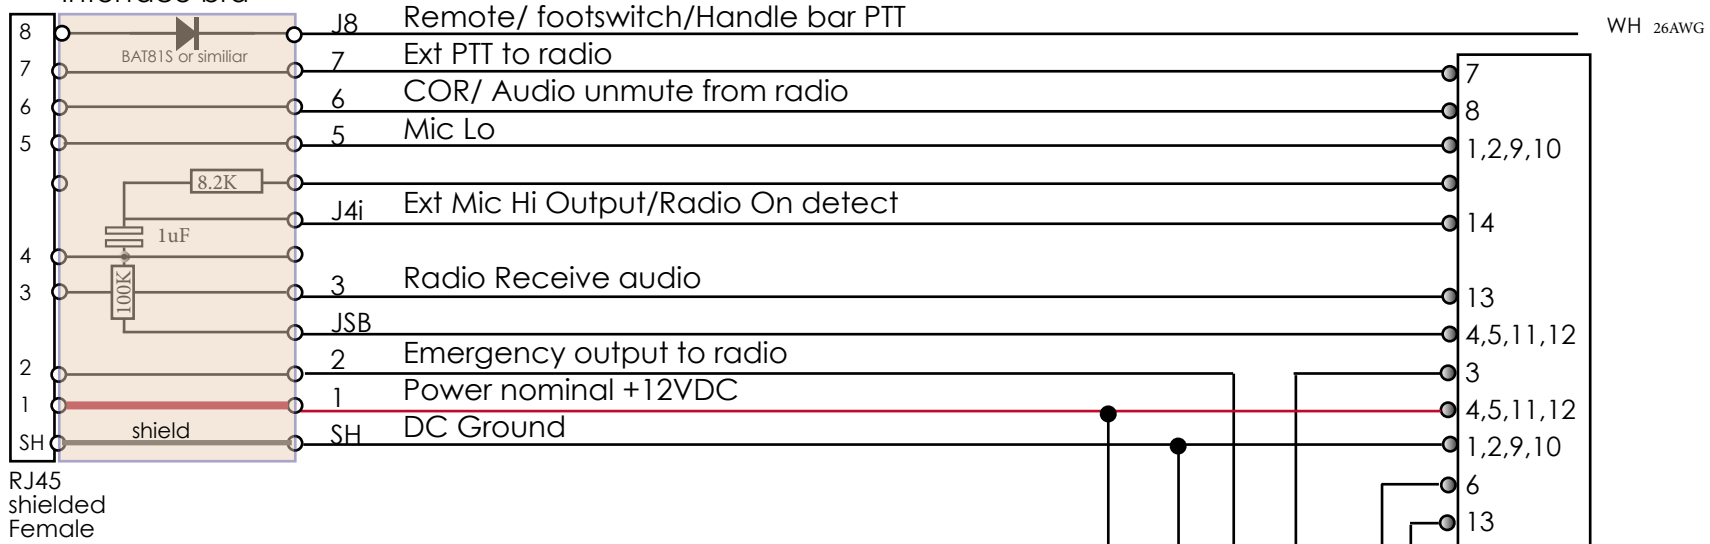 8 J8 Remote/ footswitch/Handle bar PTT WH 26AWG
BAT81S or similiar
7 7 Ext PTT to radio 7
6 6 COR/ Audio unmute from radio 8
5 5 Mic Lo 1,2,9,10
8.2K
J4i Ext Mic Hi Output/Radio On detect 14
1uF
4
3 100K 3 Radio Receive audio 13
JSB 4,5,11,12
2 2 Emergency output to radio 3
1 1 Power nominal +12VDC 4,5,11,12
SH shield SH DC Ground 1,2,9,10
RJ45
shielded
Female
6
13